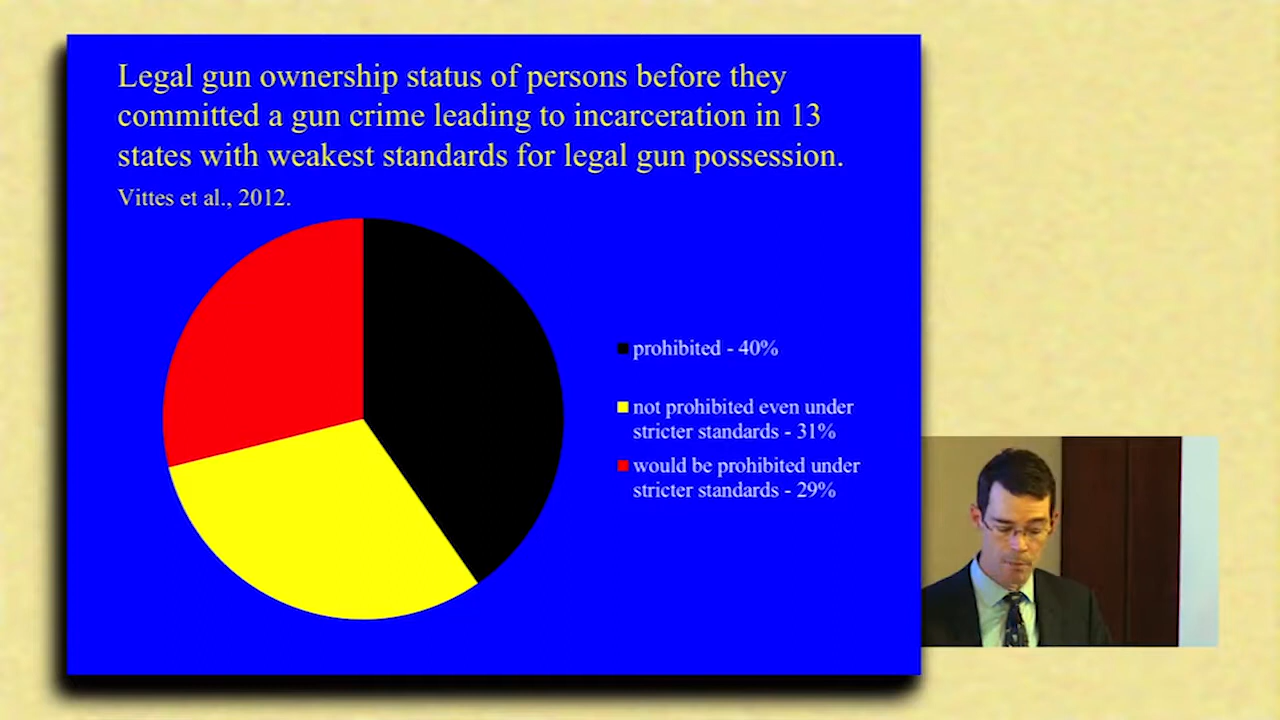 Legal gun ownership status of persons before they
committed a gun crime leading to incarceration in 13
states with weakest standards for legal gun possession.
Vittes et al., 2012.
prohibited - 40%
not prohibited even under
stricter standards - 31%
would be prohibited under
stricter standards - 29%